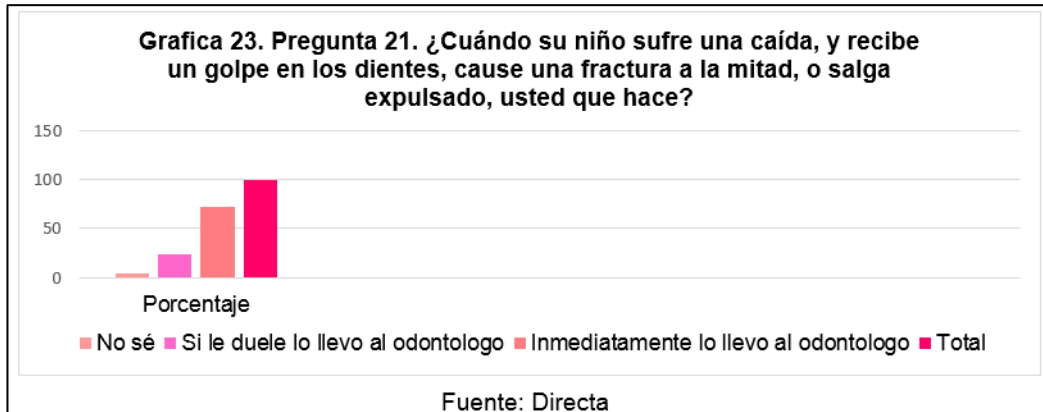 Grafica 23. Pregunta 21. ¿Cuándo su niño sufre una caída, y recibe
un golpe en los dientes, cause una fractura a la mitad, o salga
expulsado, usted que hace?
150
100
50
0
Porcentaje
No sé Si le duele lo llevo al odontologo Inmediatamente lo llevo al odontologo Total
Fuente: Directa